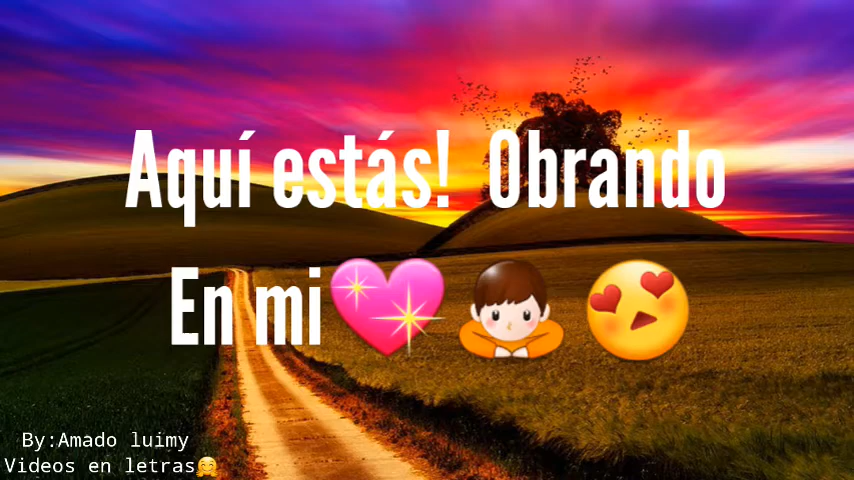 Aquí estás! Obrando
En mi💖🙇😍
By:Amado luimy
Videos en letras🤗